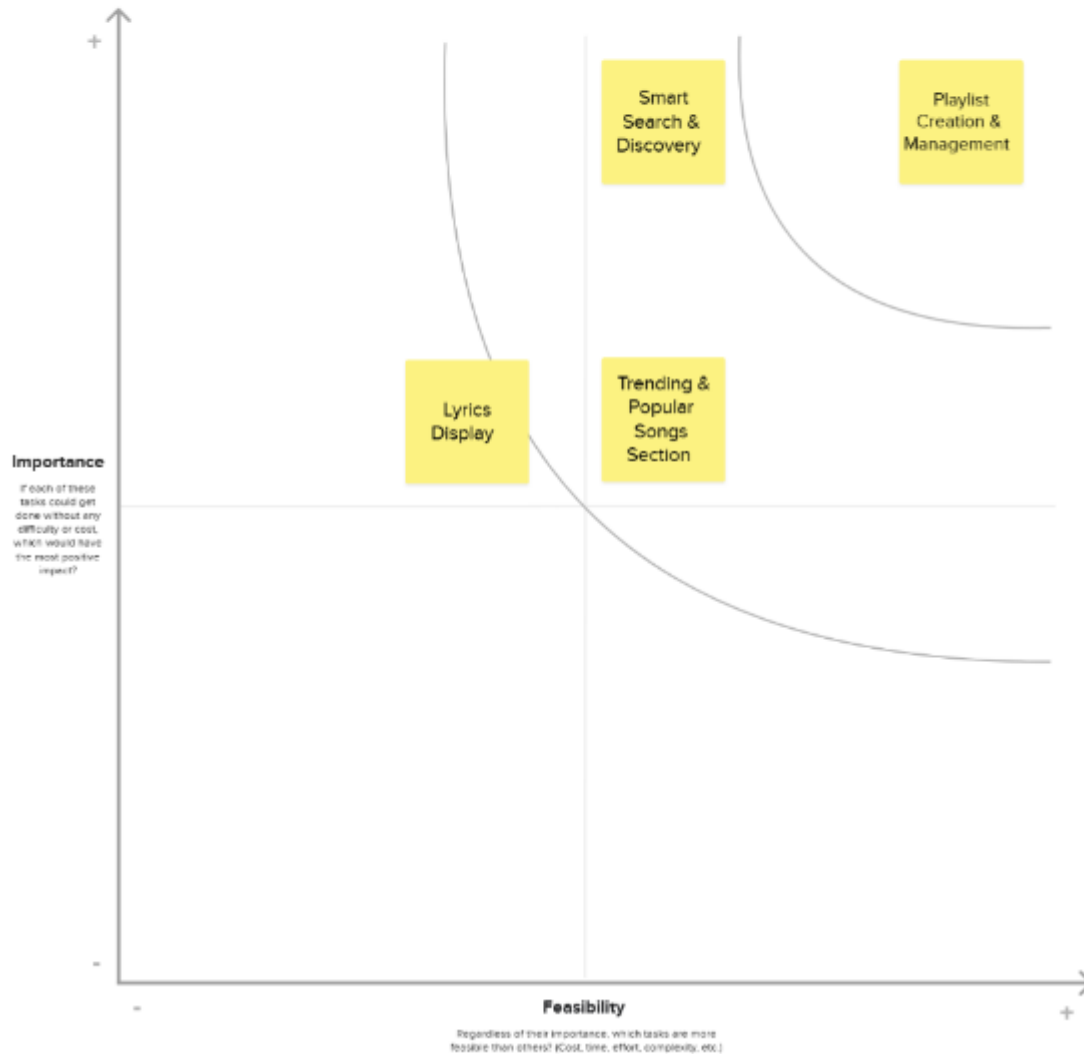 +
Smart
Search &
Discovery
Playlist
Creation &
Management
Lyrics
Display
Trending &
Popular
Songs
Section
Importance
If each of these
tasks could get
done without any
difficulty or cost,
which would have
the most positive
impact?
-
-
Feasibility
+
Regardless of their importance, which tasks are more
feasible than others? (Cost, time, effort, complexity, etc.)